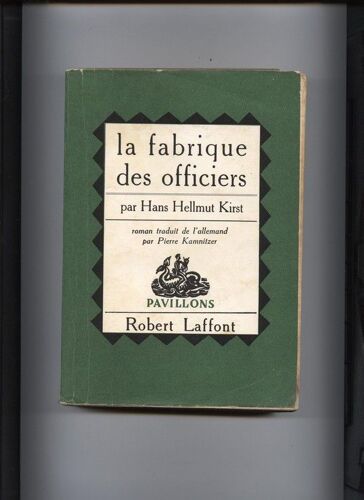 la fabrique
des officiers
par Hans Hellmut Kirst
roman traduit de l'allemand
par Pierre Kamnitzer
PAVILLONS
Robert Laffont